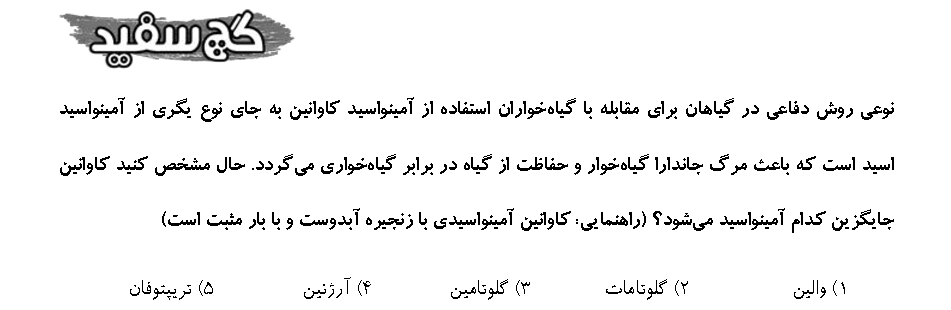 گچ سفید
نوعی روش دفاعی در گیاهان برای مقابله با گیاه‌خواران استفاده از آمینواسید کاوانین به جای نوع یگری از آمینواسید
اسید است که باعث مرگ جاندارا گیاه‌خوار و حفاظت از گیاه در برابر گیاه‌خواری می‌گردد. حال مشخص کنید کاوانین
جایگزین کدام آمینواسید می‌شود؟ (راهنمایی: کاوانین آمینواسیدی با زنجیره آبدوست و با بار مثبت است)
۱) والین ۲) گلوتامات ۳) گلوتامین ۴) آرژنین ۵) تریپتوفان